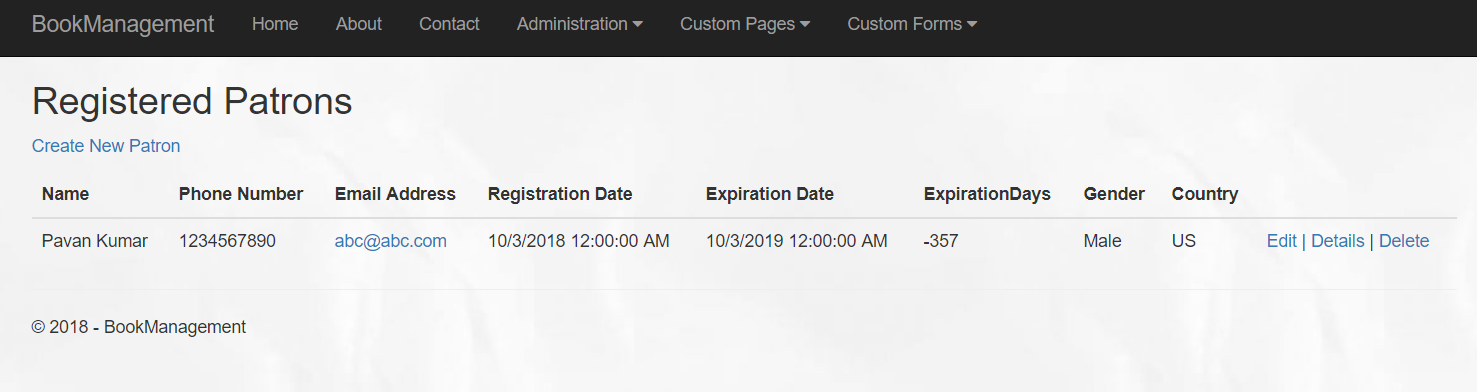 BookManagement Home About Contact Administration Custom Pages Custom Forms
Registered Patrons
Create New Patron
Name Phone Number Email Address Registration Date Expiration Date ExpirationDays Gender Country
Pavan Kumar 1234567890 abc@abc.com 10/3/2018 12:00:00 AM 10/3/2019 12:00:00 AM -357 Male US Edit | Details | Delete
© 2018 - BookManagement